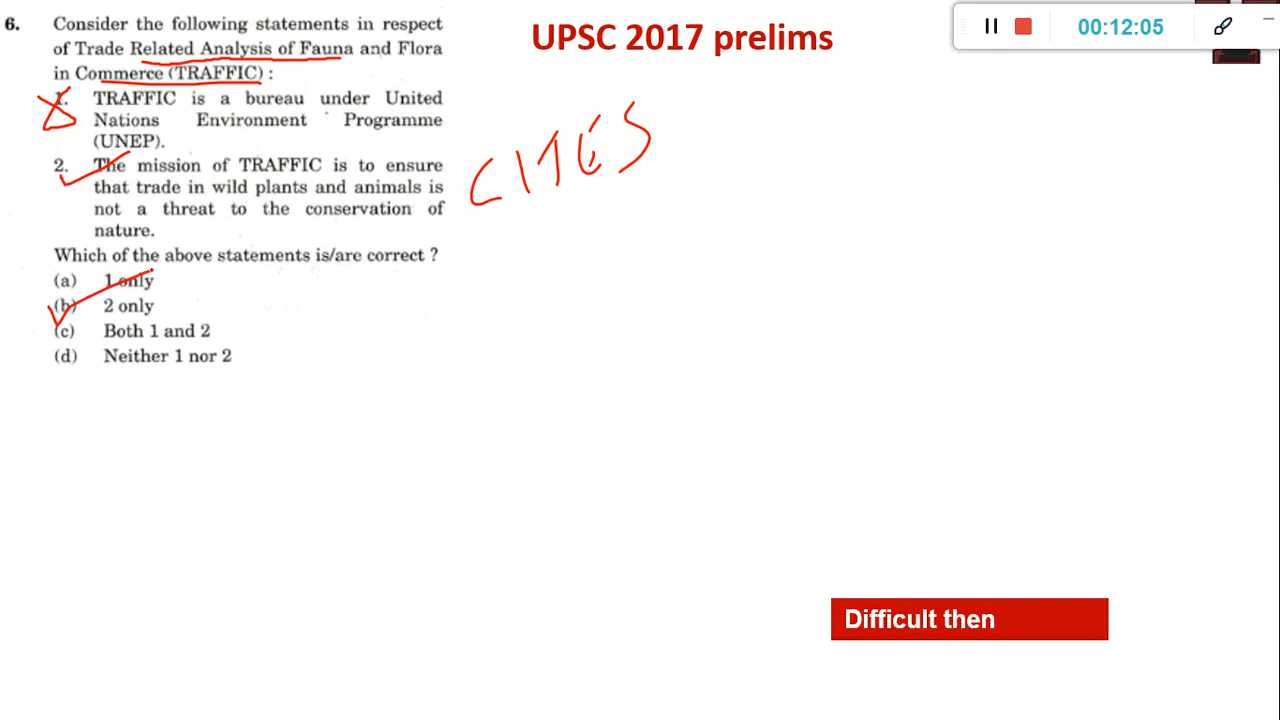 UPSC 2017 prelims
00:12:05
6. Consider the following statements in respect
of Trade Related Analysis of Fauna and Flora
in Commerce (TRAFFIC) :
1. TRAFFIC is a bureau under United
Nations Environment Programme
(UNEP).
2. The mission of TRAFFIC is to ensure
that trade in wild plants and animals is
not a threat to the conservation of
nature.
Which of the above statements is/are correct ?
(a) 1 only
(b) 2 only
(c) Both 1 and 2
(d) Neither 1 nor 2
CITES
Difficult then